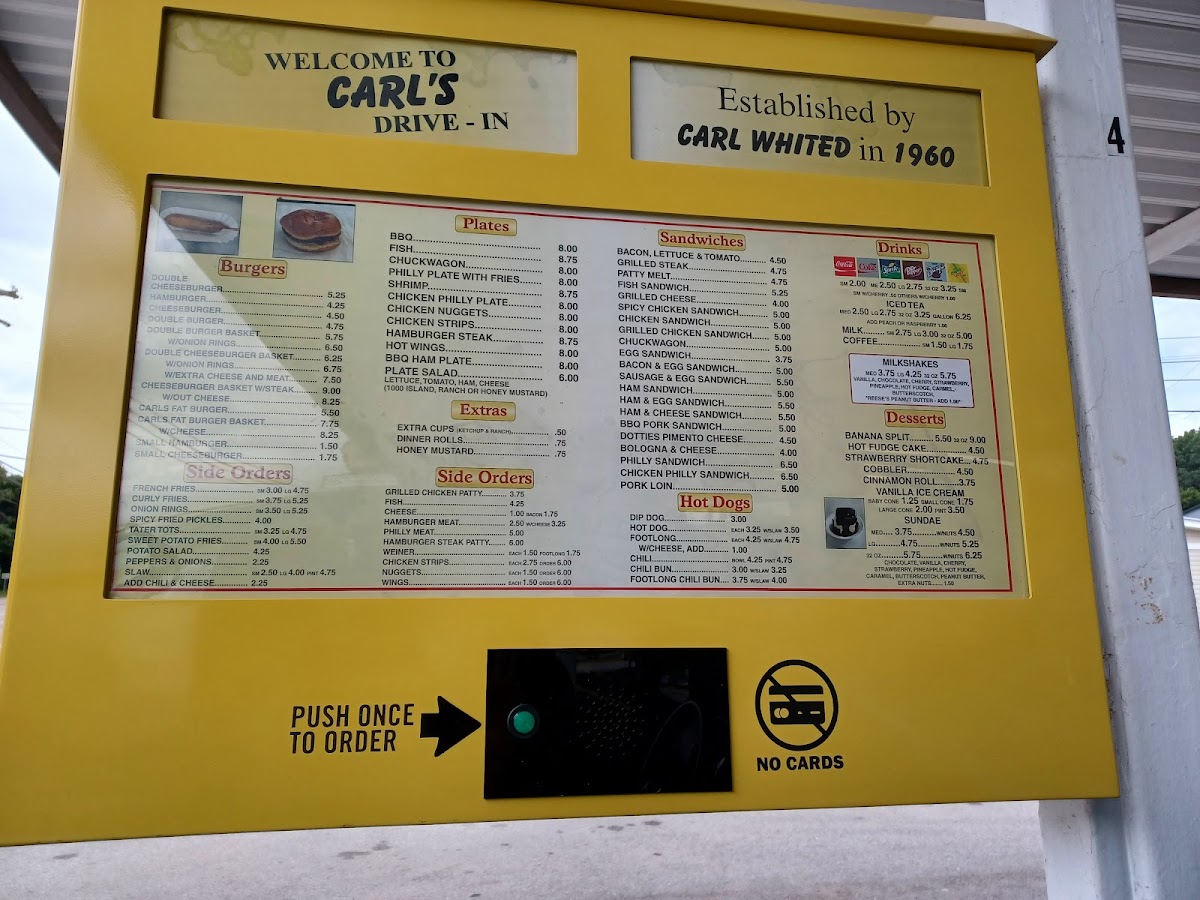 WELCOME TO
CARL'S
DRIVE - IN
Established by
CARL WHITED in 1960
4
Burgers
DOUBLE
CHEESEBURGER 5.25
HAMBURGER 4.25
CHEESEBURGER 4.50
DOUBLE BURGER 4.75
DOUBLE BURGER BASKET 5.75
W/ONION RINGS 6.50
DOUBLE CHEESEBURGER BASKET 6.25
W/ONION RINGS 6.75
W/EXTRA CHEESE AND MEAT 7.50
CHEESEBURGER BASKET W/STEAK 9.00
W/OUT CHEESE 8.25
CARLS FAT BURGER 5.50
CARLS FAT BURGER BASKET 7.75
W/CHEESE 8.25
SMALL HAMBURGER 1.50
SMALL CHEESEBURGER 1.75
Side Orders
FRENCH FRIES SM 3.00 LG 4.75
CURLY FRIES SM 3.75 LG 5.25
ONION RINGS SM 3.50 LG 5.25
SPICY FRIED PICKLES 4.00
TATER TOTS SM 3.25 LG 4.75
SWEET POTATO FRIES SM 4.00 LG 5.50
POTATO SALAD 4.25
PEPPERS & ONIONS 2.25
SLAW SM 2.50 LG 4.00 PINT 4.75
ADD CHILI & CHEESE 2.25
Plates
BBQ 8.00
FISH 8.75
CHUCKWAGON 8.00
PHILLY PLATE WITH FRIES 8.00
SHRIMP 8.75
CHICKEN PHILLY PLATE 8.00
CHICKEN NUGGETS 8.00
CHICKEN STRIPS 8.00
HAMBURGER STEAK 8.75
HOT WINGS 8.00
BBQ HAM PLATE 8.00
PLATE SALAD 6.00
LETTUCE, TOMATO, HAM, CHEESE
(1000 ISLAND, RANCH OR HONEY MUSTARD)
Extras
EXTRA CUPS (KETCHUP & RANCH) .50
DINNER ROLLS .75
HONEY MUSTARD .75
Side Orders
GRILLED CHICKEN PATTY 3.75
FISH 4.25
CHEESE 1.00 BACON 1.75
HAMBURGER MEAT 2.50 W/CHEESE 3.25
PHILLY MEAT 5.00
HAMBURGER STEAK PATTY 6.00
WEINER EACH 1.50 FOOTLONG 1.75
CHICKEN STRIPS EACH 2.75 ORDER 6.00
NUGGETS EACH 1.50 ORDER 6.00
WINGS EACH 1.50 ORDER 6.00
Sandwiches
BACON, LETTUCE & TOMATO 4.50
GRILLED STEAK 4.75
PATTY MELT 4.75
FISH SANDWICH 5.25
GRILLED CHEESE 4.00
SPICY CHICKEN SANDWICH 5.00
CHICKEN SANDWICH 5.00
GRILLED CHICKEN SANDWICH 5.00
CHUCKWAGON 5.00
EGG SANDWICH 3.75
BACON & EGG SANDWICH 5.00
SAUSAGE & EGG SANDWICH 5.50
HAM SANDWICH 5.00
HAM & EGG SANDWICH 5.50
HAM & CHEESE SANDWICH 5.50
BBQ PORK SANDWICH 5.00
DOTTIES PIMENTO CHEESE 4.50
BOLOGNA & CHEESE 4.00
PHILLY SANDWICH 6.50
CHICKEN PHILLY SANDWICH 6.50
PORK LOIN 5.00
Hot Dogs
DIP DOG 3.00
HOT DOG EACH 3.25 W/SLAW 3.50
FOOTLONG EACH 4.25 W/SLAW 4.75
W/CHEESE, ADD 1.00
CHILI BOWL 4.25 PINT 4.75
CHILI BUN 3.00 W/SLAW 3.25
FOOTLONG CHILI BUN 3.75 W/SLAW 4.00
Drinks
Coca-Cola Coke Sprite Dr Pepper
SM 2.00 ME 2.50 LG 2.75 32 OZ 3.25
SM W/CHERRY .50 OTHERS W/CHERRY 1.00
ICED TEA
MED 2.50 LG 2.75 32 OZ 3.25 GALLON 6.25
ADD PEACH OR RASPBERRY 1.00
MILK SM 2.75 LG 3.00 32 OZ 5.00
COFFEE SM 1.50 LG 1.75
MILKSHAKES
MED 3.75 LG 4.25 32 OZ 5.75
VANILLA, CHOCOLATE, CHERRY, STRAWBERRY,
PINEAPPLE, HOT FUDGE, CARMEL,
BUTTERSCOTCH,
*REESE'S PEANUT BUTTER - ADD 1.00*
Desserts
BANANA SPLIT 5.50 32 OZ 9.00
HOT FUDGE CAKE 4.50
STRAWBERRY SHORTCAKE 4.75
COBBLER 4.50
CINNAMON ROLL 3.75
VANILLA ICE CREAM
BABY CONE 1.25 SMALL CONE 1.75
LARGE CONE 2.00 PINT 3.50
SUNDAE
MED 3.75 W/NUTS 4.50
LG 4.75 W/NUTS 5.25
32 OZ 5.75 W/NUTS 6.25
CHOCOLATE, VANILLA, CHERRY,
STRAWBERRY, PINEAPPLE, HOT FUDGE,
CARAMEL, BUTTERSCOTCH, PEANUT BUTTER,
EXTRA NUTS 1.50
PUSH ONCE
TO ORDER
NO CARDS